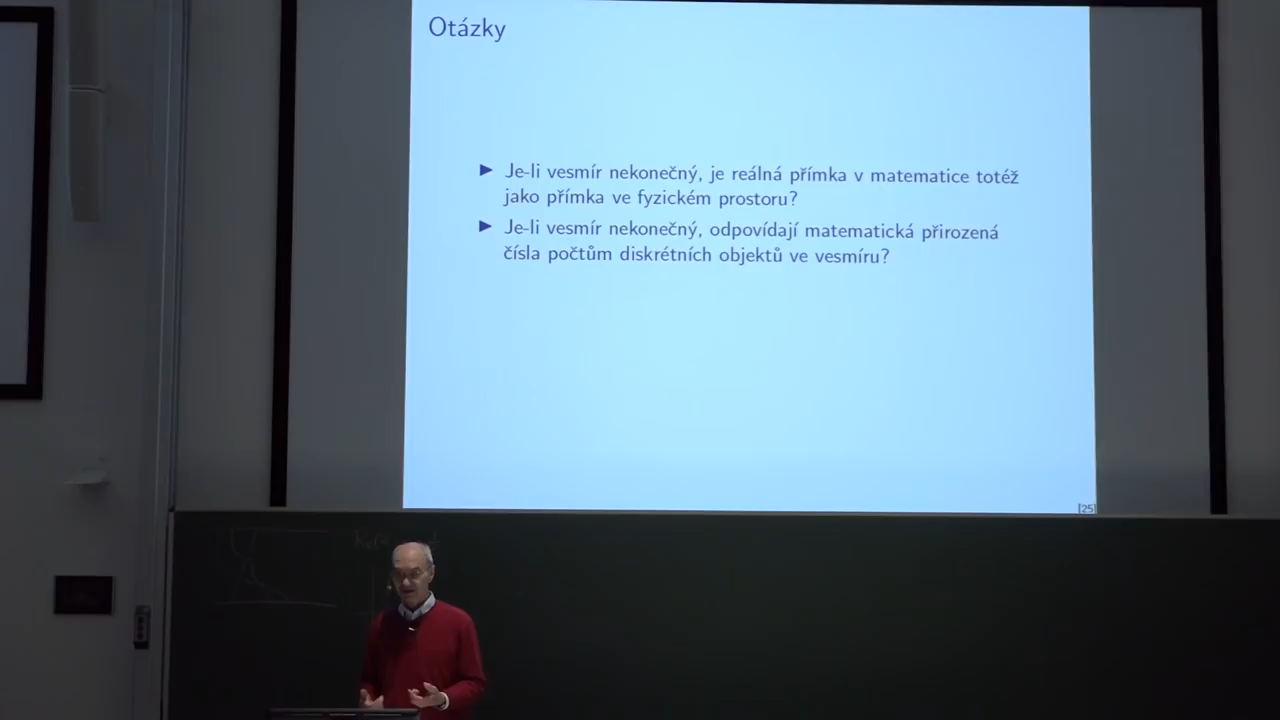 Otázky
▶ Je-li vesmír nekonečný, je reálná přímka v matematice totéž
jako přímka ve fyzickém prostoru?
▶ Je-li vesmír nekonečný, odpovídají matematická přirozená
čísla počtům diskrétních objektů ve vesmíru?
[25]